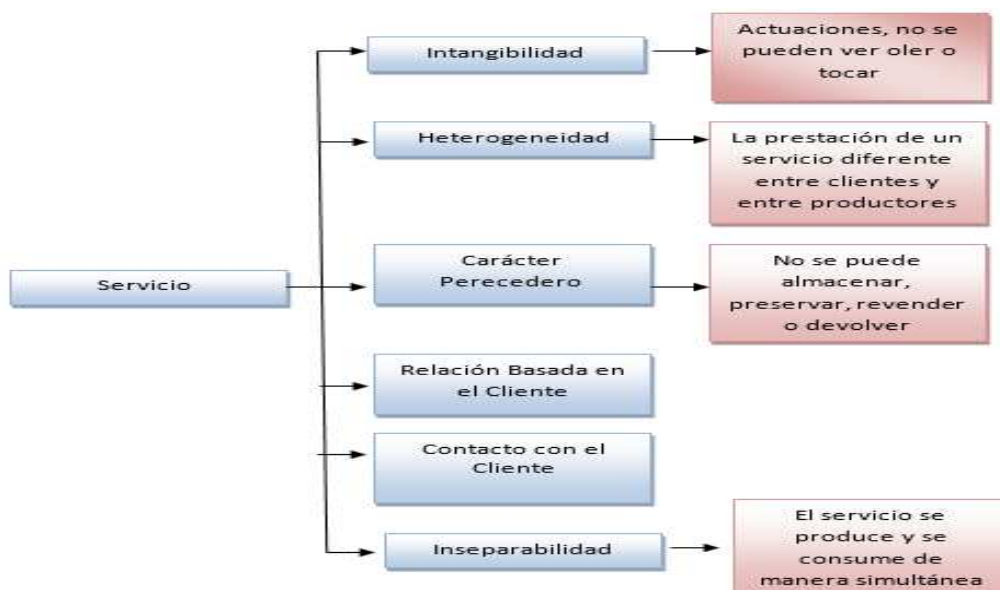 Intangibilidad
Actuaciones, no se
pueden ver oler o
tocar
Heterogeneidad
La prestación de un
servicio diferente
entre clientes y
entre productores
Servicio
Carácter
Perecedero
No se puede
almacenar,
preservar, revender
o devolver
Relación Basada en
el Cliente
Contacto con el
Cliente
Inseparabilidad
El servicio se
produce y se
consume de
manera simultánea